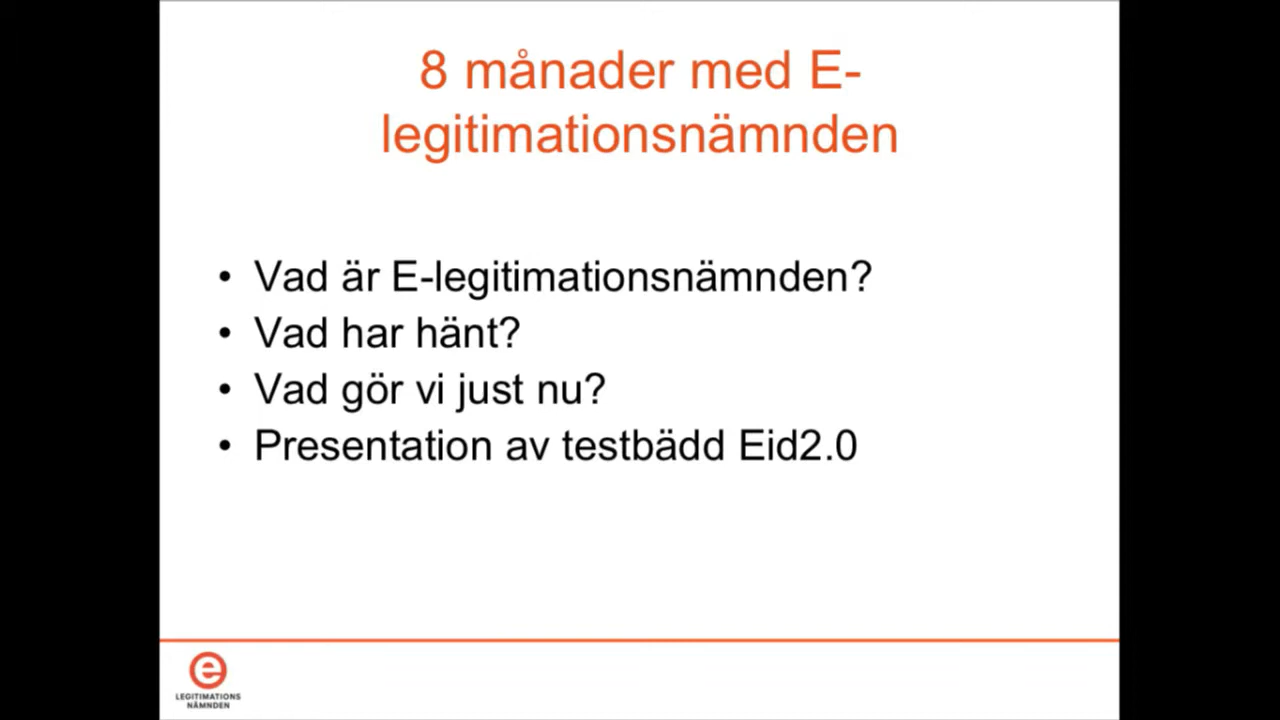 8 månader med E-
legitimationsnämnden
• Vad är E-legitimationsnämnden?
• Vad har hänt?
• Vad gör vi just nu?
• Presentation av testbädd Eid2.0
e
LEGITIMATIONS
NÄMNDEN